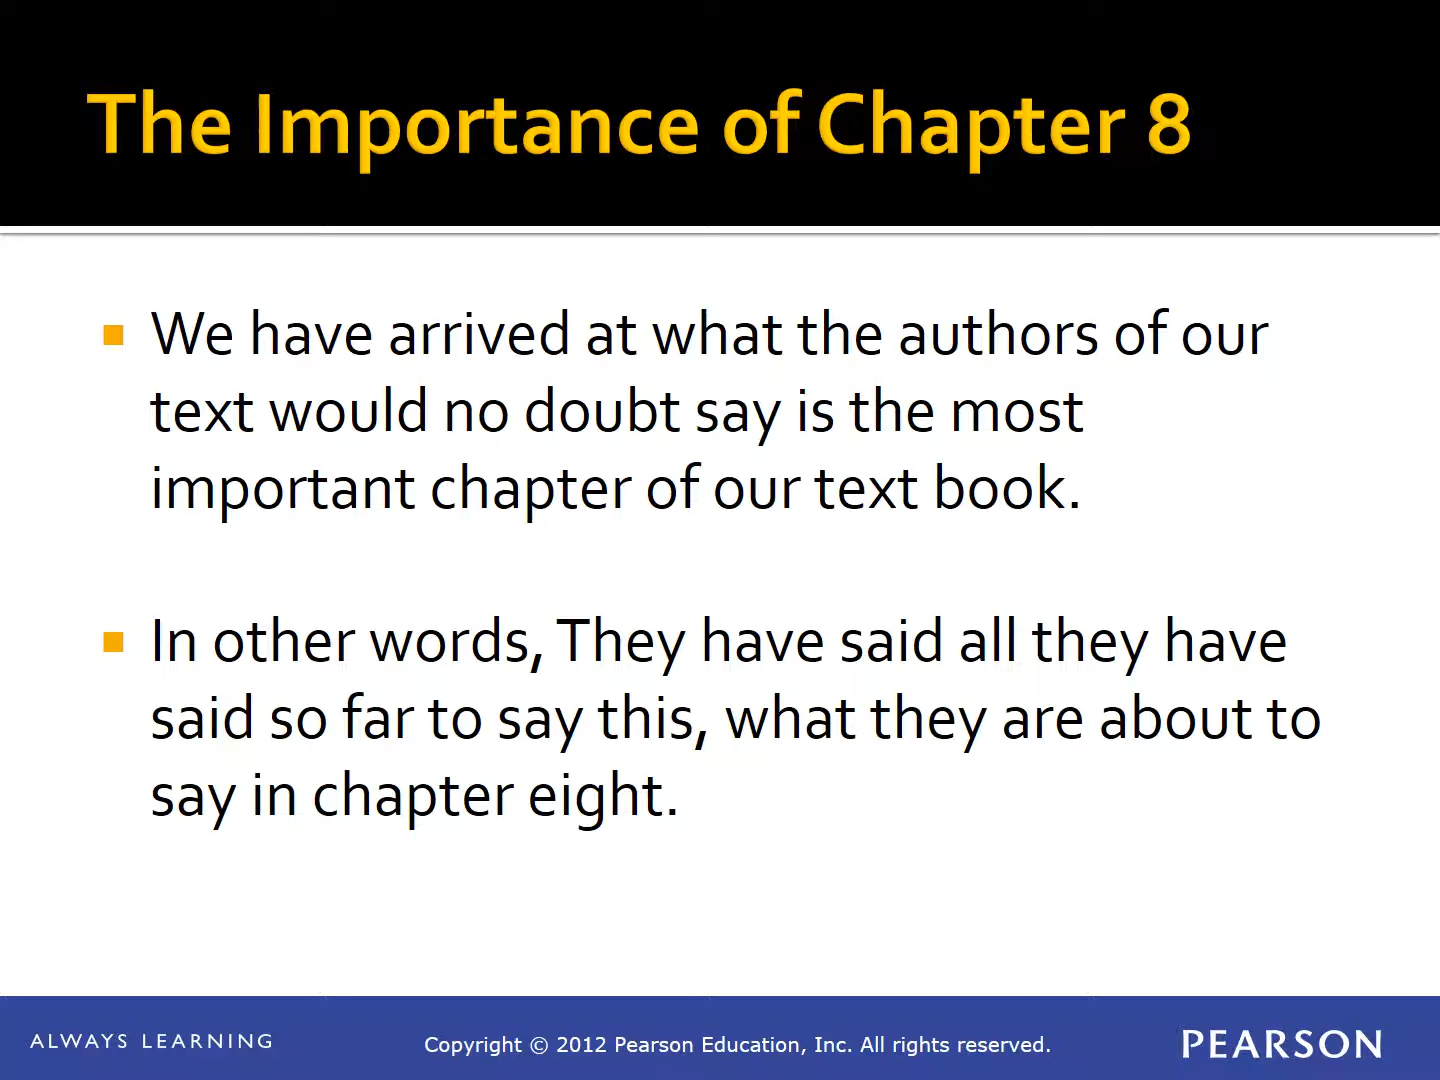 The Importance of Chapter 8
We have arrived at what the authors of our
text would no doubt say is the most
important chapter of our text book.
In other words, They have said all they have
said so far to say this, what they are about to
say in chapter eight.
ALWAYS LEARNING
Copyright © 2012 Pearson Education, Inc. All rights reserved.
PEARSON